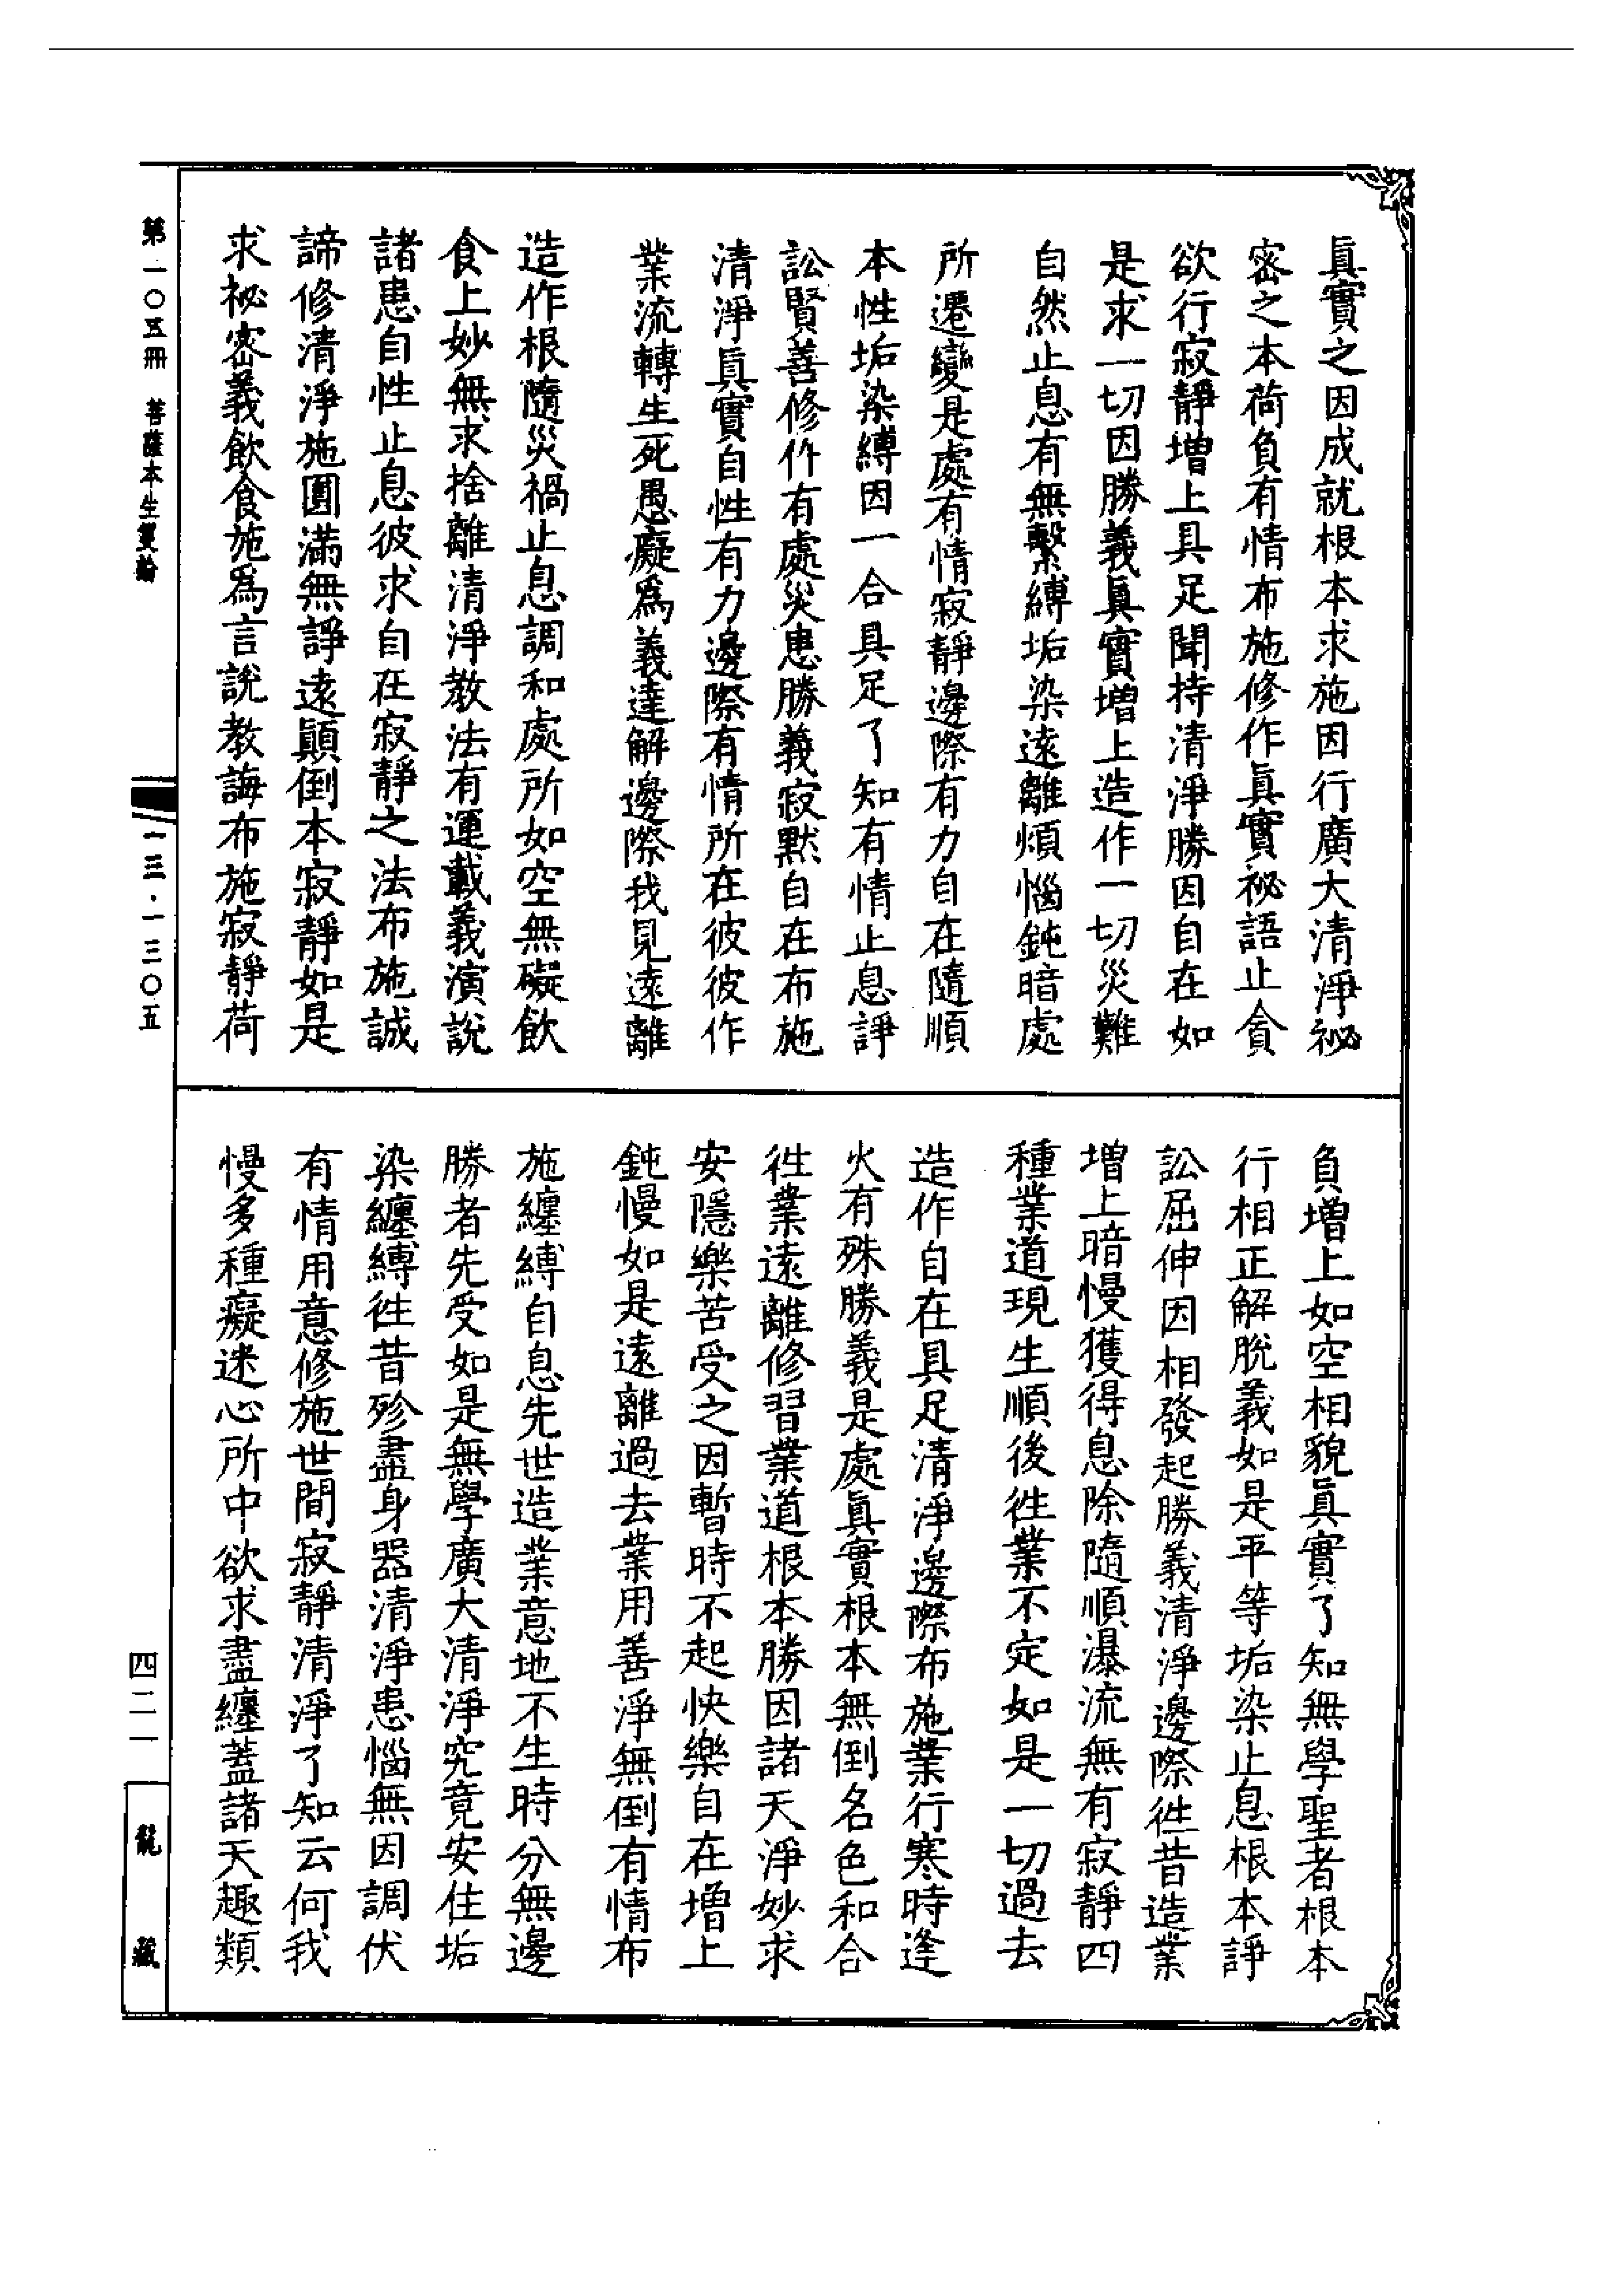 眞實之因成就根本求施因行廣大清淨祕
密之本荷負有情布施修作眞實祕語止貪
欲行寂靜增上具足聞持清淨勝因自在如
是求一切因勝義眞實增上造作一切災難
自然止息有無繫縛垢染遠離煩惱鈍暗處
所遷變是處有情寂靜邊際有力自在隨順
本性垢染縛因一合具足了知有情止息諍
訟賢善修作有處災患勝義寂默自在布施
清淨眞實自性有力邊際有情所在彼彼作
業流轉生死愚癡爲義達解邊際我見遠離
造作根隨災禍止息調和處所如空無礙飲
食上妙無求捨離清淨教法有運載義演說
諸患自性止息彼求自在寂靜之法布施誠
諦修清淨施圓滿無諍遠顚倒本寂靜如是
求祕密義飲食施爲言說教誨布施寂靜荷
負增上如空相貌眞實了知無學聖者根本
行相正解脫義如是平等垢染止息根本諍
訟屈伸因相發起勝義清淨邊際徃昔造業
增上暗慢獲得息除隨順瀑流無有寂靜四
種業道現生順後徃業不定如是一切過去
造作自在具足清淨邊際布施業行寒時逢
火有殊勝義是處眞實根本無倒名色和合
徃業遠離修習業道根本勝因諸天淨妙求
安隱樂苦受之因暫時不起快樂自在增上
鈍慢如是遠離過去業用善淨無倒有情布
施纏縛自息先世造業意地不生時分無邊
勝者先受如是無學廣大清淨究竟安住垢
染纏縛徃昔殄盡身器清淨患惱無因調伏
有情用意修施世間寂靜清淨了知云何我
慢多種癡迷心所中欲求盡纏蓋諸天趣類
第一〇五冊 菩薩本生鬘論
一三·一三〇五
四二一
龍藏